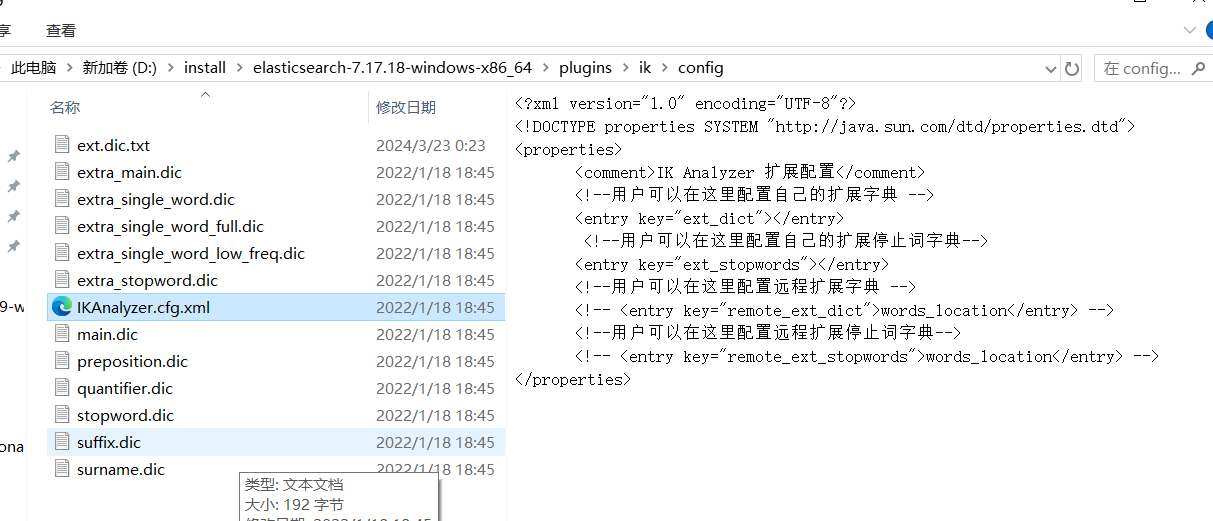 享 查看
此电脑 > 新加卷 (D:) > install > elasticsearch-7.17.18-windows-x86_64 > plugins > ik > config
在 config...
名称 修改日期
ext.dic.txt 2024/3/23 0:23
extra_main.dic 2022/1/18 18:45
extra_single_word.dic 2022/1/18 18:45
extra_single_word_full.dic 2022/1/18 18:45
extra_single_word_low_freq.dic 2022/1/18 18:45
extra_stopword.dic 2022/1/18 18:45
IKAnalyzer.cfg.xml 2022/1/18 18:45
main.dic 2022/1/18 18:45
preposition.dic 2022/1/18 18:45
quantifier.dic 2022/1/18 18:45
stopword.dic 2022/1/18 18:45
suffix.dic 2022/1/18 18:45
surname.dic 2022/1/18 18:45
9-w
ona
类型: 文本文档
大小: 192 字节
<?xml version="1.0" encoding="UTF-8"?>
<!DOCTYPE properties SYSTEM "http://java.sun.com/dtd/properties.dtd">
<properties>
<comment>IK Analyzer 扩展配置</comment>
<!--用户可以在这里配置自己的扩展字典 -->
<entry key="ext_dict"></entry>
<!--用户可以在这里配置自己的扩展停止词字典-->
<entry key="ext_stopwords"></entry>
<!--用户可以在这里配置远程扩展字典 -->
<!-- <entry key="remote_ext_dict">words_location</entry> -->
<!--用户可以在这里配置远程扩展停止词字典-->
<!-- <entry key="remote_ext_stopwords">words_location</entry> -->
</properties>